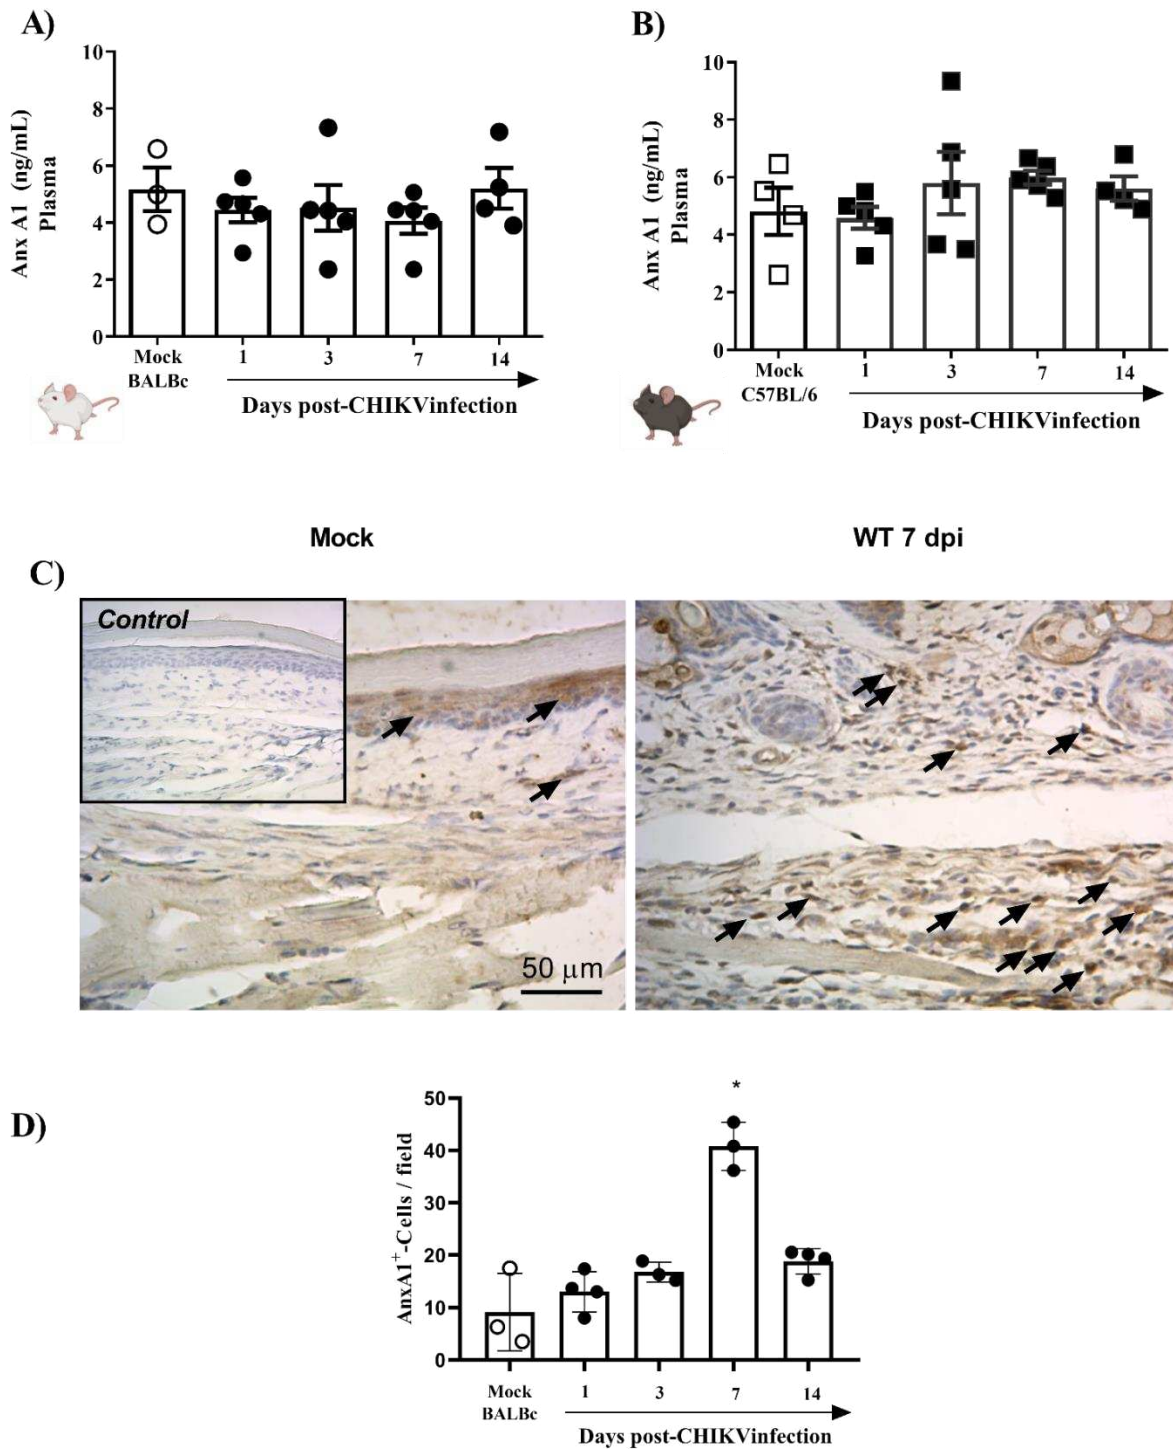 A)
Anx A1 (ng/mL)
Plasma
10
8
6
4
2
0
Mock
BALBc
1
3
7
14
Days post-CHIKVinfection
B)
Anx A1 (ng/mL)
Plasma
10
8
6
4
2
0
Mock
C57BL/6
1
3
7
14
Days post-CHIKVinfection
Mock
WT 7 dpi
C)
Control
50 μm
D)
AnxA1+-Cells / field
50
40
30
20
10
0
*
Mock
BALBc
1
3
7
14
Days post-CHIKVinfection